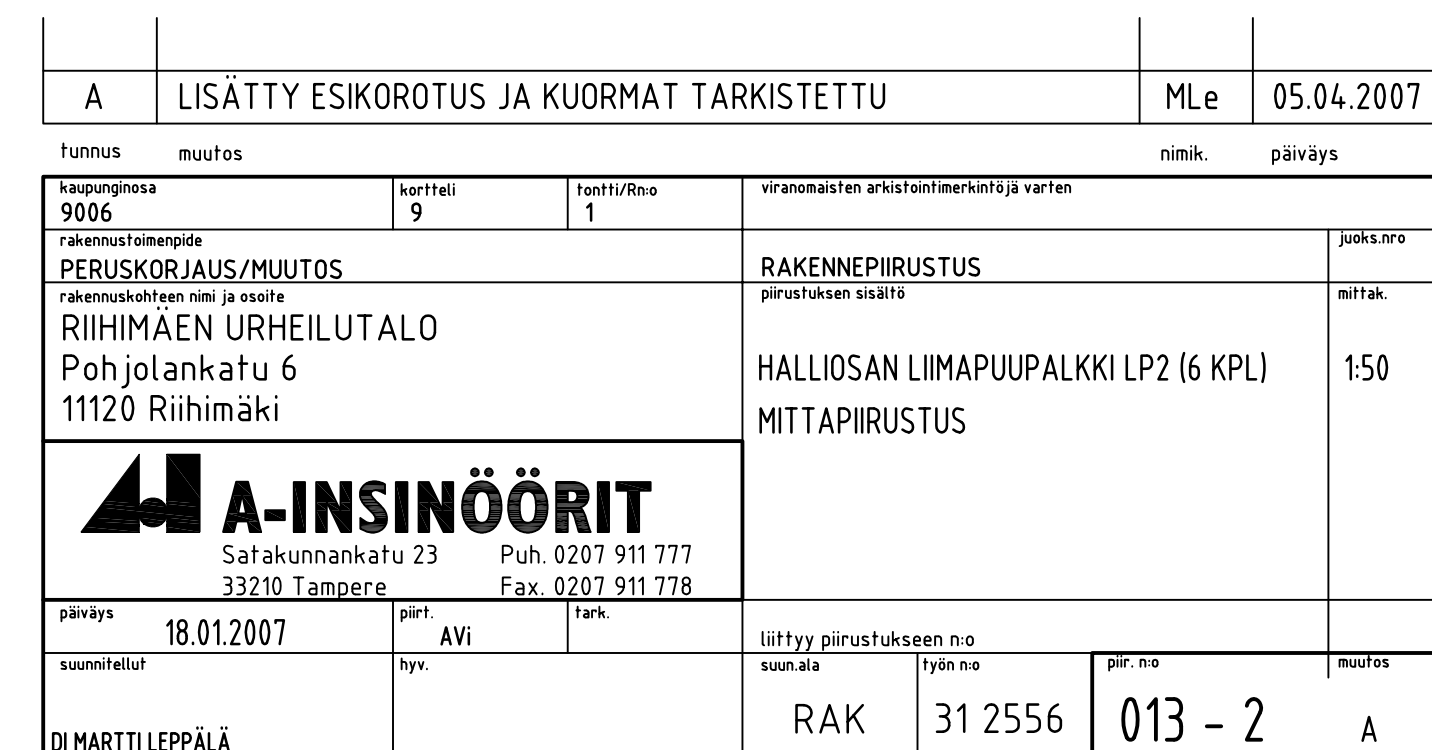 A LISÄTTY ESIKOROTUS JA KUORMAT TARKISTETTU MLe 05.04.2007
tunnus muutos nimik. päiväys
kaupunginosa kortteli tontti/Rn:o viranomaisten arkistointimerkintöjä varten
9006 9 1
rakennustoimenpide juoks.nro
PERUSKORJAUS/MUUTOS RAKENNEPIIRUSTUS
rakennuskohteen nimi ja osoite piirustuksen sisältö mittak.
RIIHIMÄEN URHEILUTALO
Pohjolankatu 6 HALLIOSAN LIIMAPUUPALKKI LP2 (6 KPL) 1:50
11120 Riihimäki MITTAPIIRUSTUS
A-INSINÖÖRIT
Satakunnankatu 23 Puh. 0207 911 777
33210 Tampere Fax. 0207 911 778
päiväys piirt. tark.
18.01.2007 AVi liittyy piirustukseen n:o
suunnitellut hyv. suun.ala työn n:o piir. n:o muutos
RAK 31 2556 013 - 2 A
DI MARTTI LEPPÄLÄ